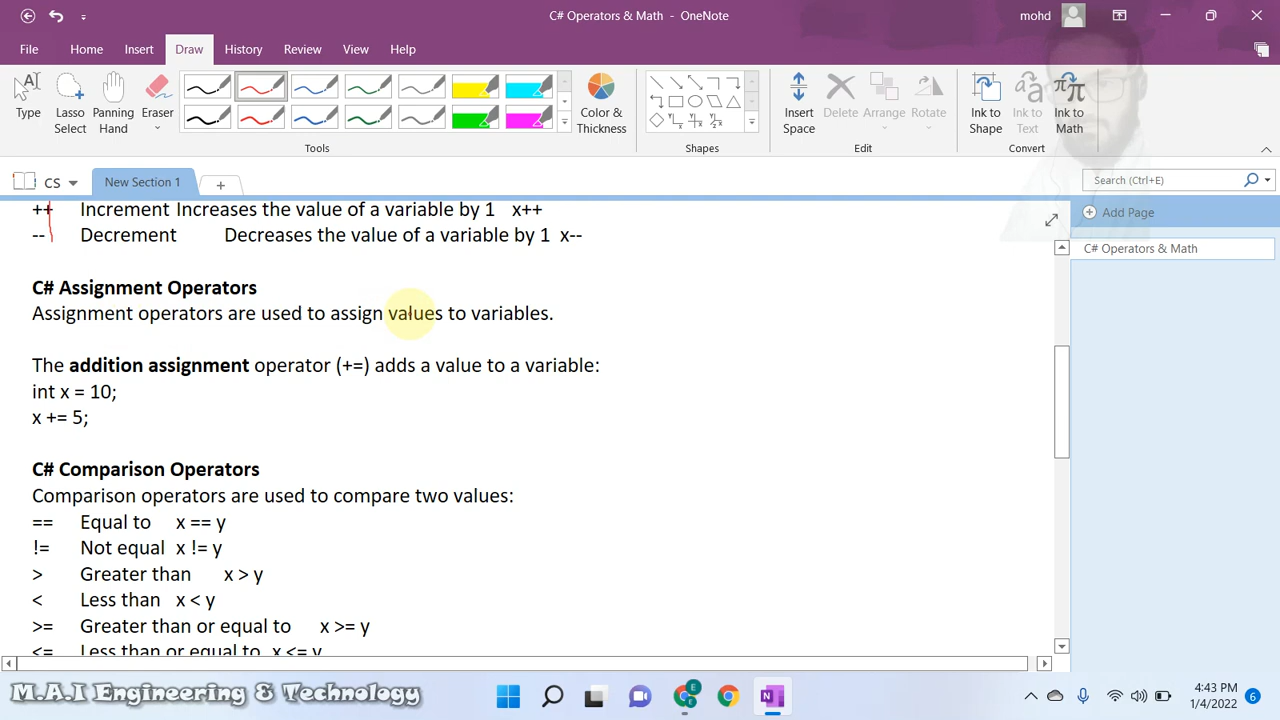 C# Operators & Math - OneNote
mohd
File Home Insert Draw History Review View Help
Type
Lasso Select
Panning Hand
Eraser
Color & Thickness
Insert Space
Delete
Arrange
Rotate
Ink to Shape
Ink to Text
Ink to Math
Tools Shapes Edit Convert
CS New Section 1
Search (Ctrl+E)
Add Page
C# Operators & Math
++ Increment Increases the value of a variable by 1 x++
-- Decrement Decreases the value of a variable by 1 x--
C# Assignment Operators
Assignment operators are used to assign values to variables.
The addition assignment operator (+=) adds a value to a variable:
int x = 10;
x += 5;
C# Comparison Operators
Comparison operators are used to compare two values:
== Equal to x == y
!= Not equal x != y
> Greater than x > y
< Less than x < y
>= Greater than or equal to x >= y
<= Less than or equal to x <= y
M.A.I Engineering & Technology
4:43 PM
1/4/2022
6